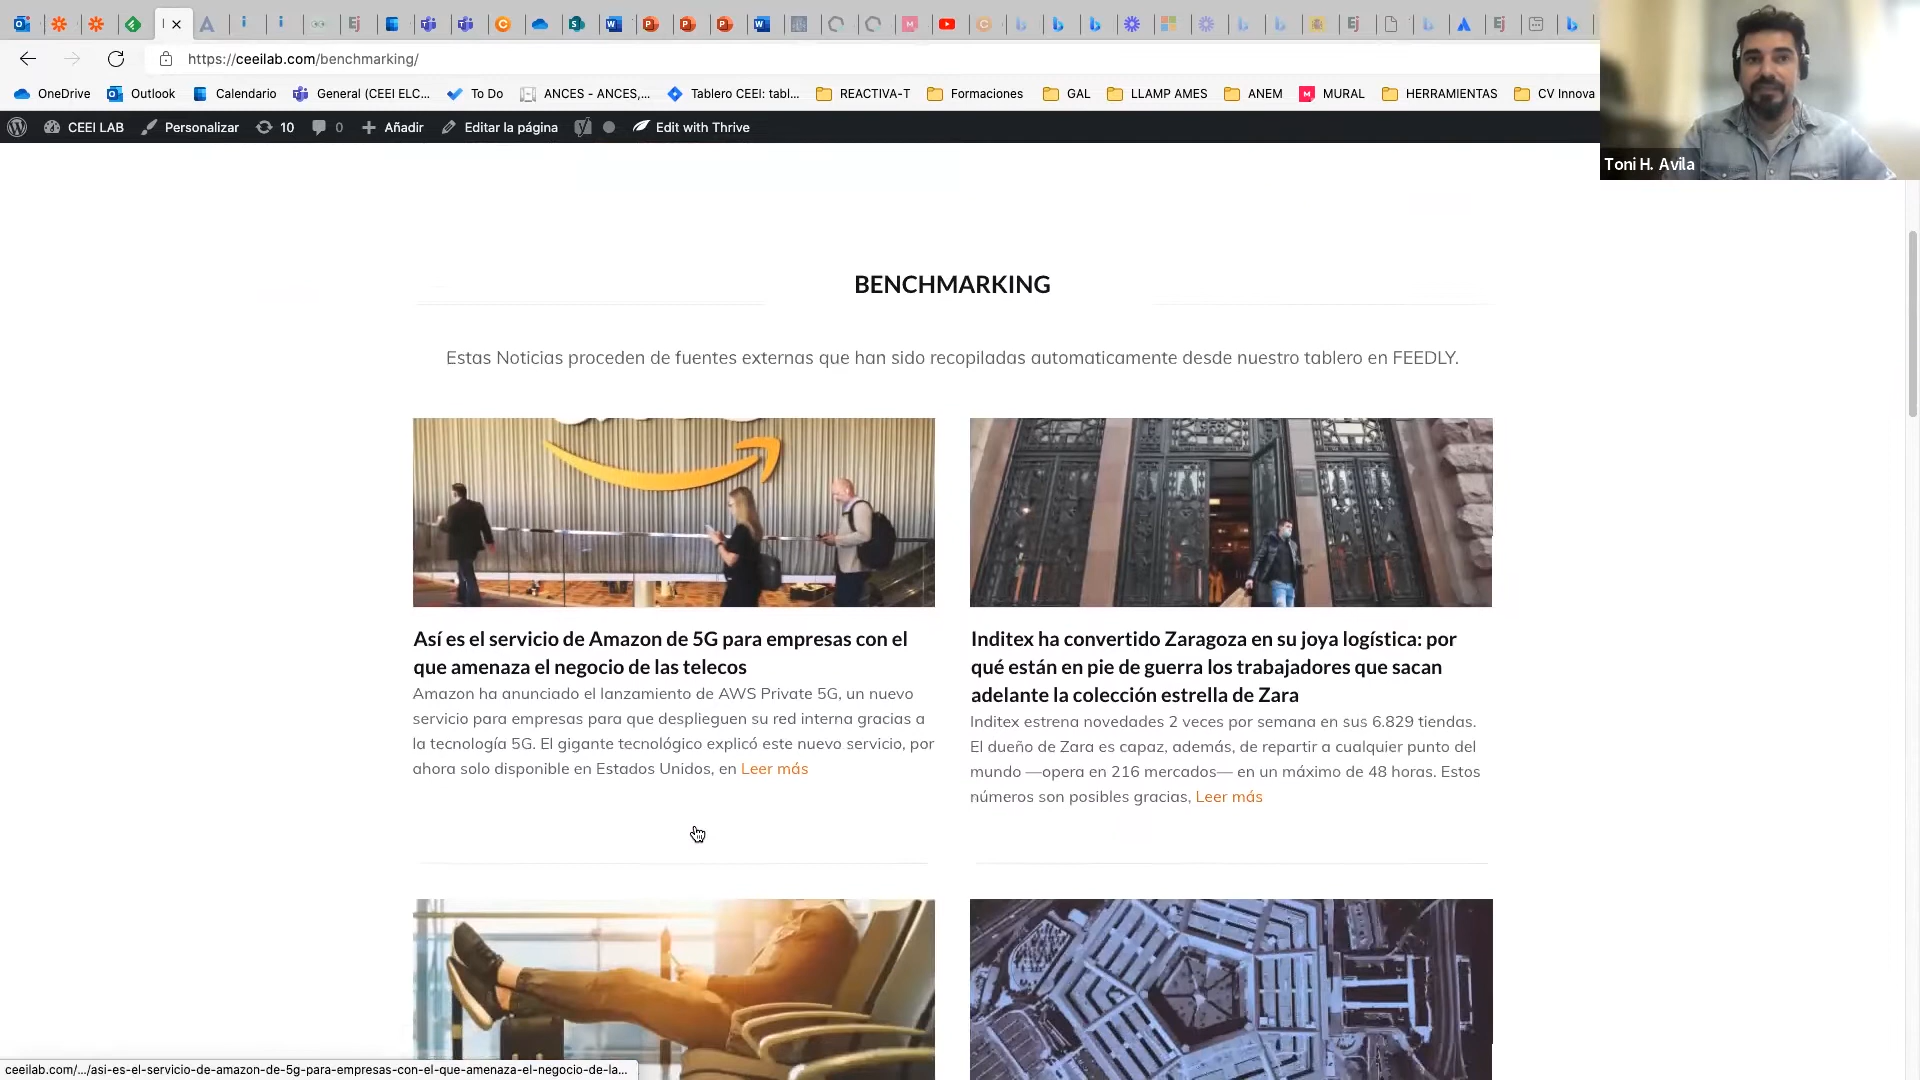 https://ceeilab.com/benchmarking/
OneDrive Outlook Calendario General (CEEI ELC... To Do ANCES - ANCES,... Tablero CEEI: tabl... REACTIVA-T Formaciones GAL LLAMP AMES ANEM MURAL HERRAMIENTAS CV Innova
CEEI LAB Personalizar 10 0 Añadir Editar la página Edit with Thrive
Toni H. Avila
BENCHMARKING
Estas Noticias proceden de fuentes externas que han sido recopiladas automaticamente desde nuestro tablero en FEEDLY.
Así es el servicio de Amazon de 5G para empresas con el
que amenaza el negocio de las telecos
Amazon ha anunciado el lanzamiento de AWS Private 5G, un nuevo
servicio para empresas para que desplieguen su red interna gracias a
la tecnología 5G. El gigante tecnológico explicó este nuevo servicio, por
ahora solo disponible en Estados Unidos, en Leer más
Inditex ha convertido Zaragoza en su joya logística: por
qué están en pie de guerra los trabajadores que sacan
adelante la colección estrella de Zara
Inditex estrena novedades 2 veces por semana en sus 6.829 tiendas.
El dueño de Zara es capaz, además, de repartir a cualquier punto del
mundo —opera en 216 mercados— en un máximo de 48 horas. Estos
números son posibles gracias, Leer más
ceeilab.com/.../asi-es-el-servicio-de-amazon-de-5g-para-empresas-con-el-que-amenaza-el-negocio-de-la...